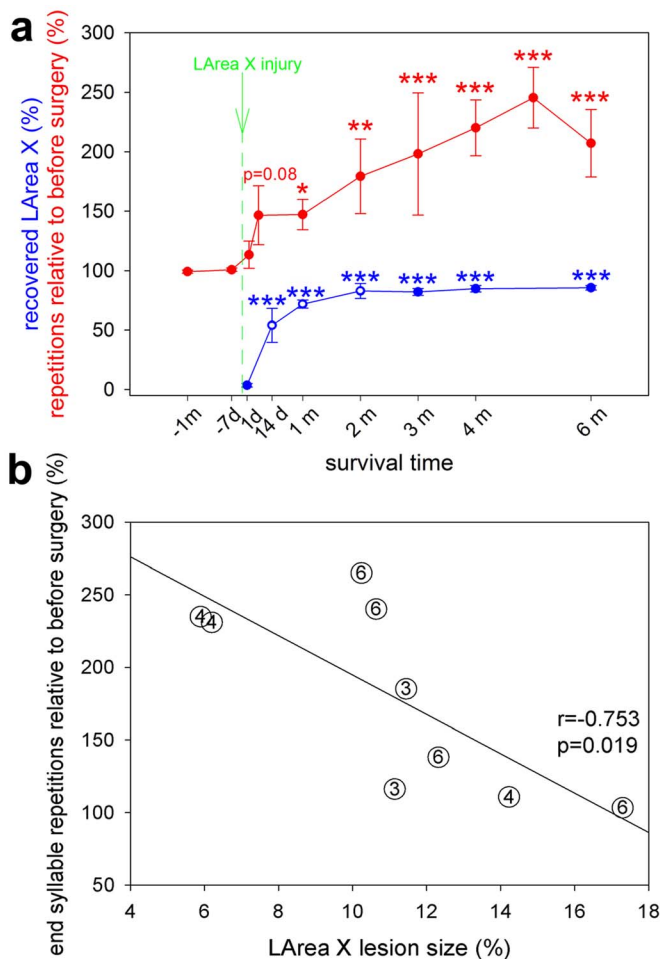 a
recovered LArea X (%)
repetitions relative to before surgery (%)
300
250
200
150
100
50
0
LArea X injury
p=0.08
*
**
***
***
***
***
***
***
***
***
***
-1m
-7d
1d
14 d
1 m
2 m
3 m
4 m
6 m
survival time
b
end syllable repetitions relative to before surgery (%)
300
250
200
150
100
50
4
4
6
6
3
3
6
4
6
r=-0.753
p=0.019
4
6
8
10
12
14
16
18
LArea X lesion size (%)